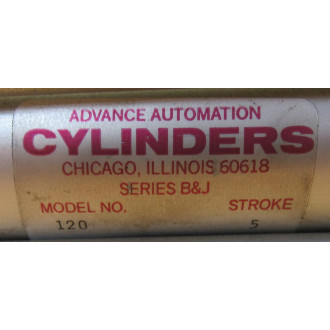 ADVANCE AUTOMATION
CYLINDERS
CHICAGO, ILLINOIS 60618
SERIES B&J
MODEL NO. STROKE
120 5